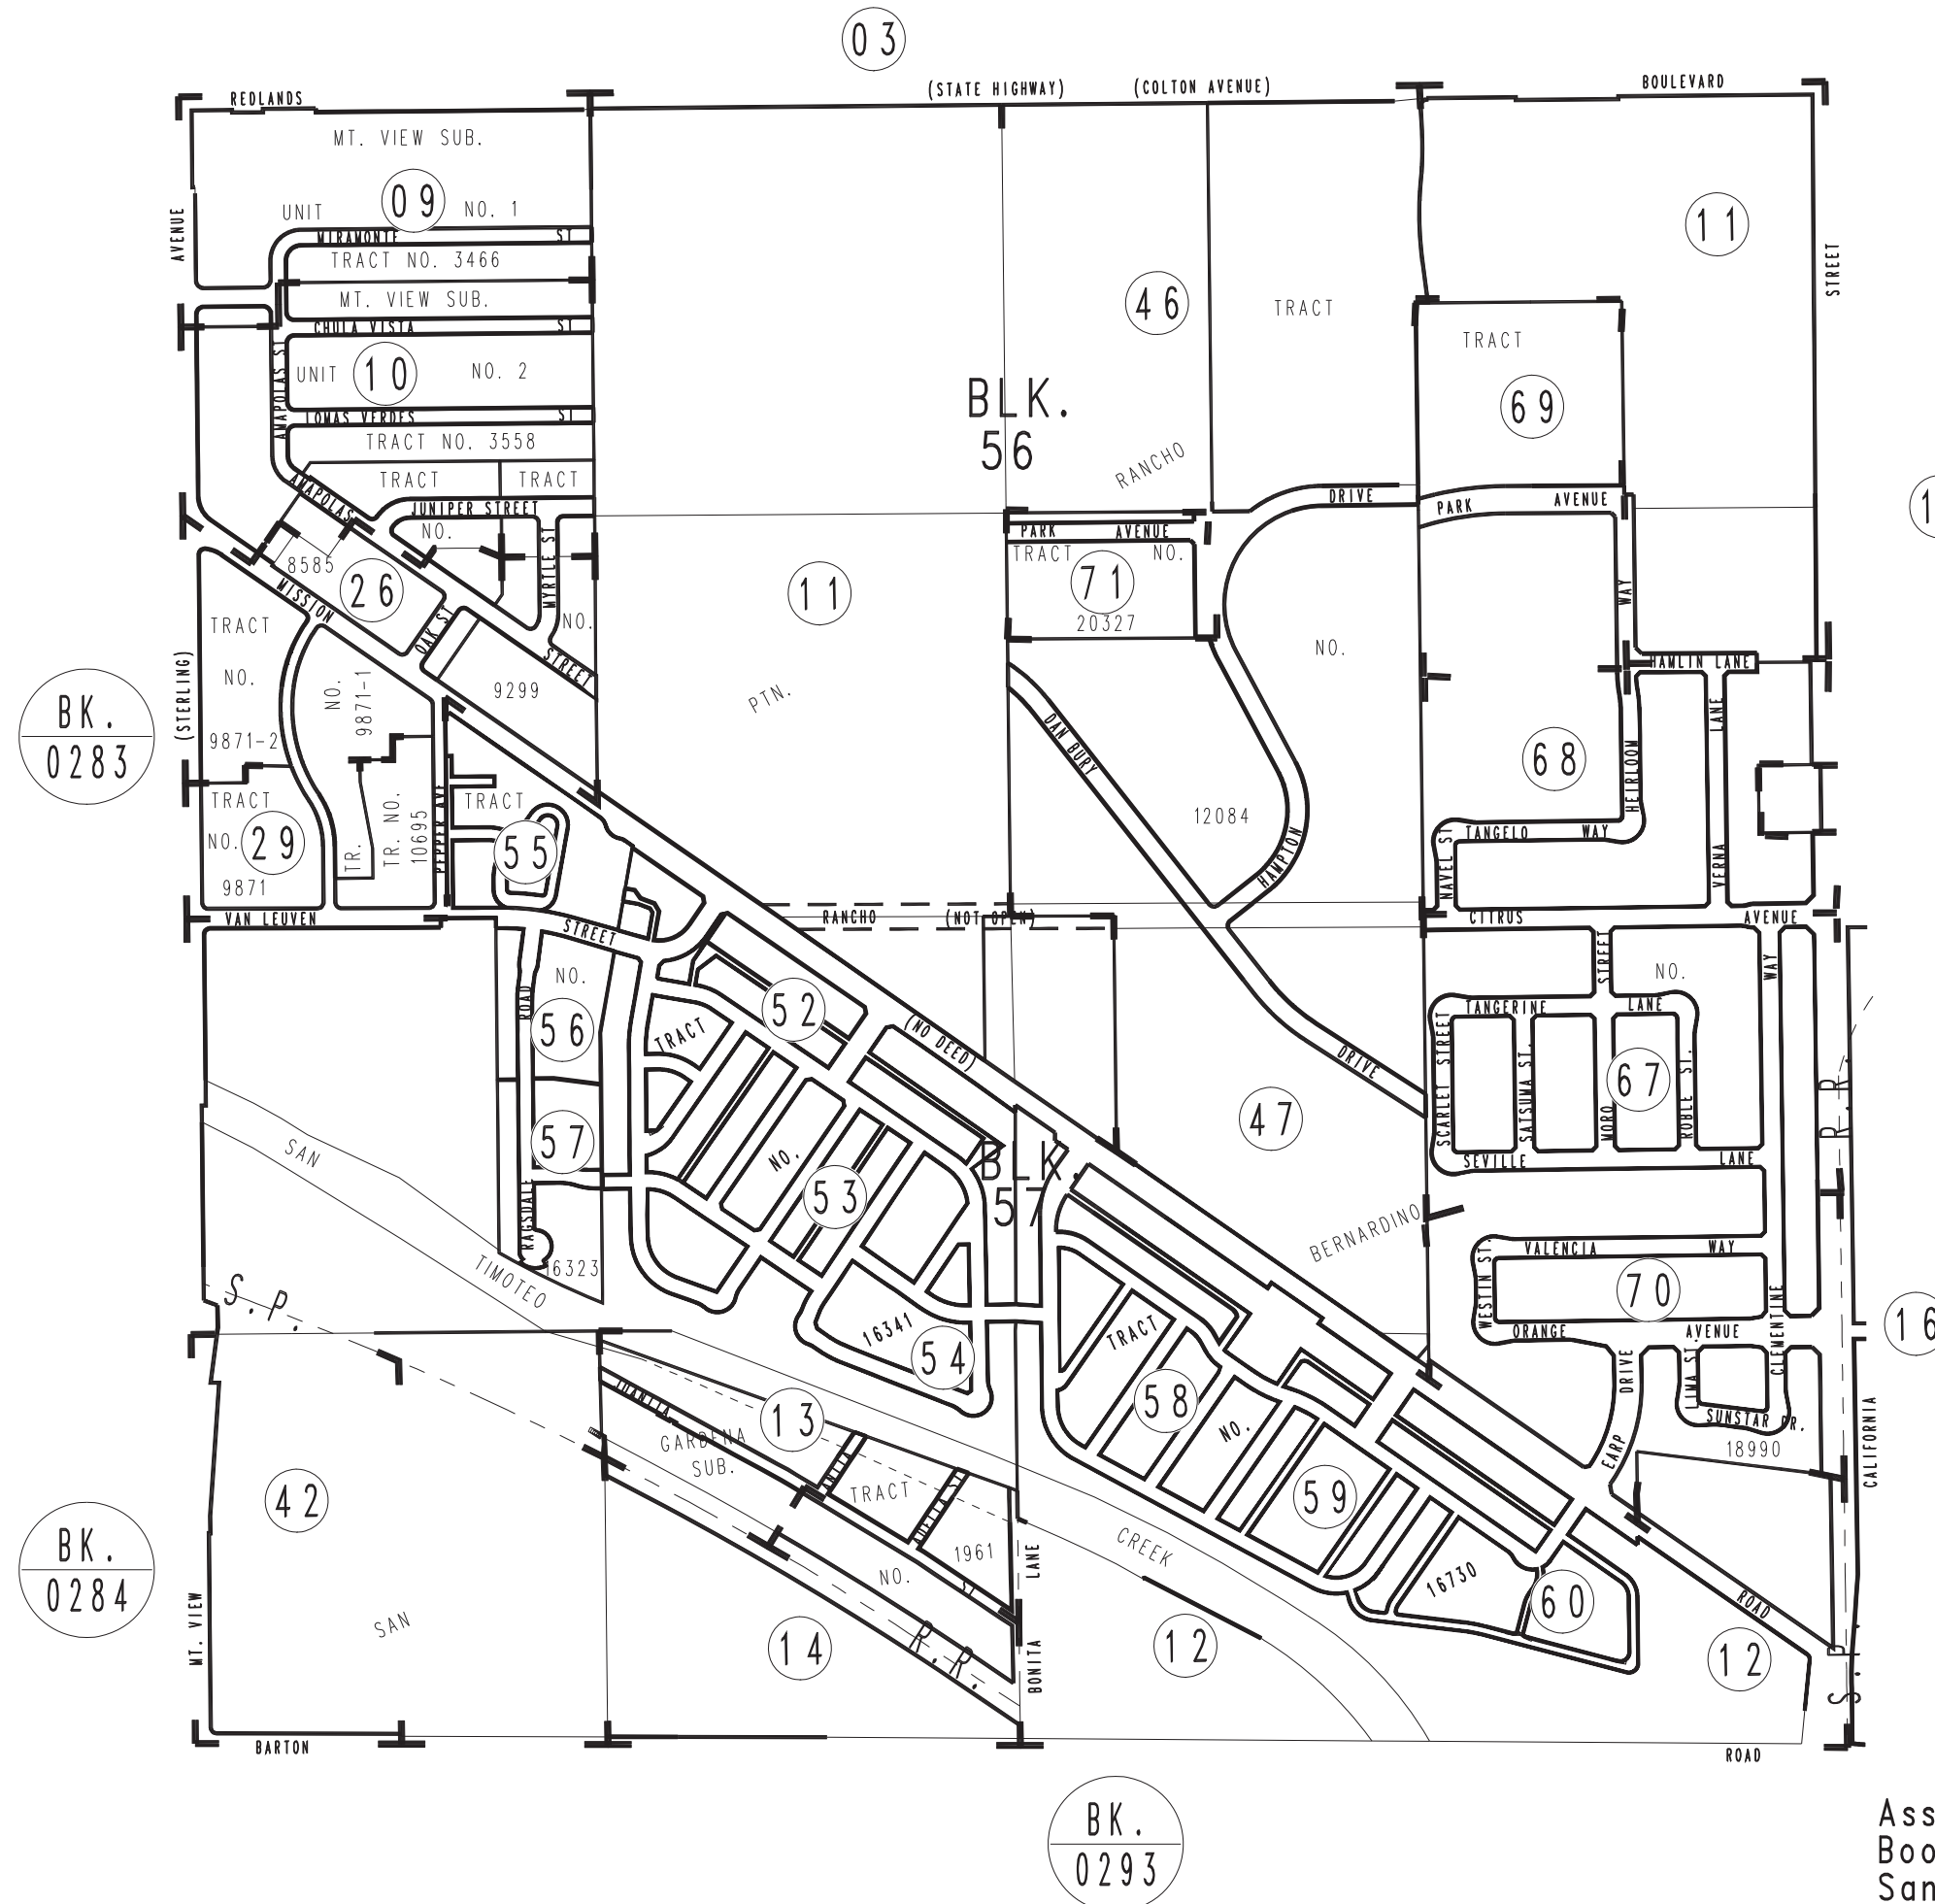 03
REDLANDS
(STATE HIGHWAY)
(COLTON AVENUE)
BOULEVARD
MT. VIEW SUB.
09
UNIT
NO. 1
AVENUE
MIRAMONTE
ST
TRACT NO. 3466
11
STREET
46
TRACT
MT. VIEW SUB.
CHULA VISTA
ST
TRACT
AMAPOLAS ST
UNIT
10
NO. 2
BLK.
56
69
LOMAS VERDES
ST
TRACT NO. 3558
RANCHO
TRACT
TRACT
AMAPOLAS
JUNIPER STREET
DRIVE
PARK
AVENUE
NO.
PARK
AVENUE
TRACT
NO.
8585
26
MYRTLE ST
11
71
WAY
MISSION
OAK ST
NO.
20327
TRACT
NO.
STREET
HAMLIN LANE
NO.
(STERLING)
NO.
9871-1
9299
PTN.
BK.
0283
9871-2
DAN BURY
LANE
68
HEIRLOOM
TRACT
NO.
29
TR.
TR. NO.
10695
PEPPER AVE
TRACT
55
12084
HAMPTON
NAVEL ST
TANGELO
WAY
VERNA
9871
VAN LEUVEN
STREET
RANCHO
(NOT OPEN)
CITRUS
AVENUE
NO.
ROAD
56
TRACT
52
(NO DEED)
DRIVE
STREET
NO.
WAY
TANGERINE
LANE
SCARLET STREET
SATSUMA ST.
MORO
67
ROBLE ST.
R.R.
57
NO.
53
BLK.
57
47
SEVILLE
LANE
SAN
RAGSDALE
16323
TIMOTEO
BERNARDINO
VALENCIA
WAY
WESTIN ST.
70
CLEMENTINE
S.P.
16341
54
TRACT
ORANGE
AVENUE
16
JUANITA
13
58
DRIVE
LIMA ST.
SUNSTAR DR.
GARDENA
SUB.
NO.
EARP
18990
CALIFORNIA
42
TRACT
59
BK.
0284
1961
NO.
ST
LANE
CREEK
16730
60
ROAD
MT. VIEW
SAN
14
R.R.
BONITA
12
12
S.P.
BARTON
ROAD
BK.
0293